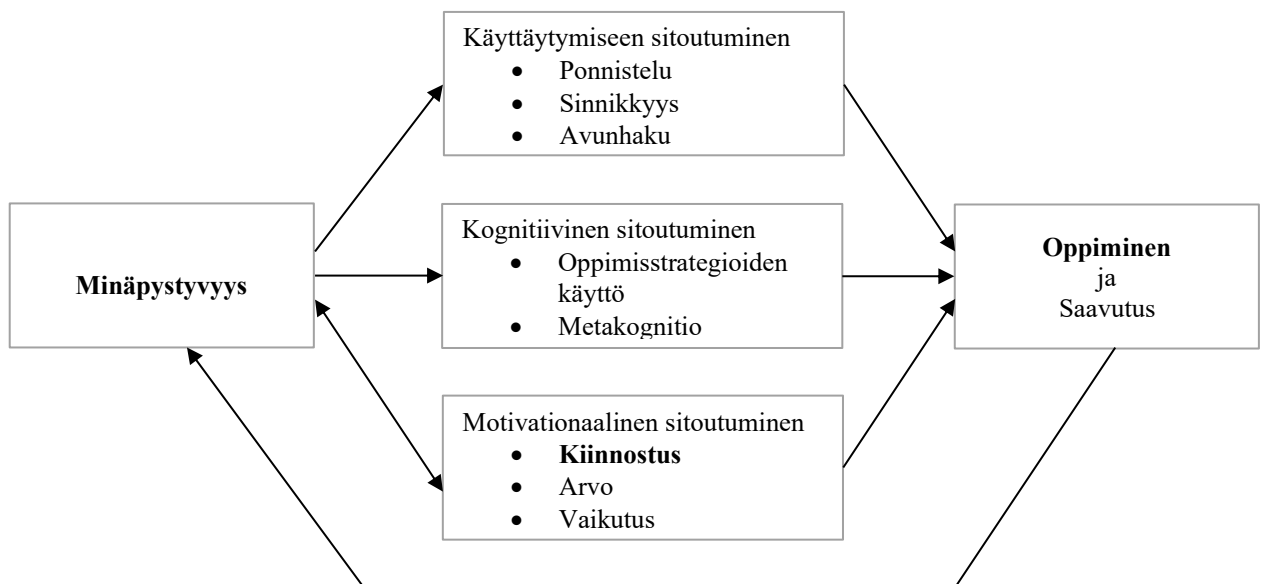 Käyttäytymiseen sitoutuminen
• Ponnistelu
• Sinnikkyys
• Avunhaku
Minäpystyvyys
Kognitiivinen sitoutuminen
• Oppimisstrategioiden
käyttö
• Metakognitio
Oppiminen
ja
Saavutus
Motivationaalinen sitoutuminen
• Kiinnostus
• Arvo
• Vaikutus